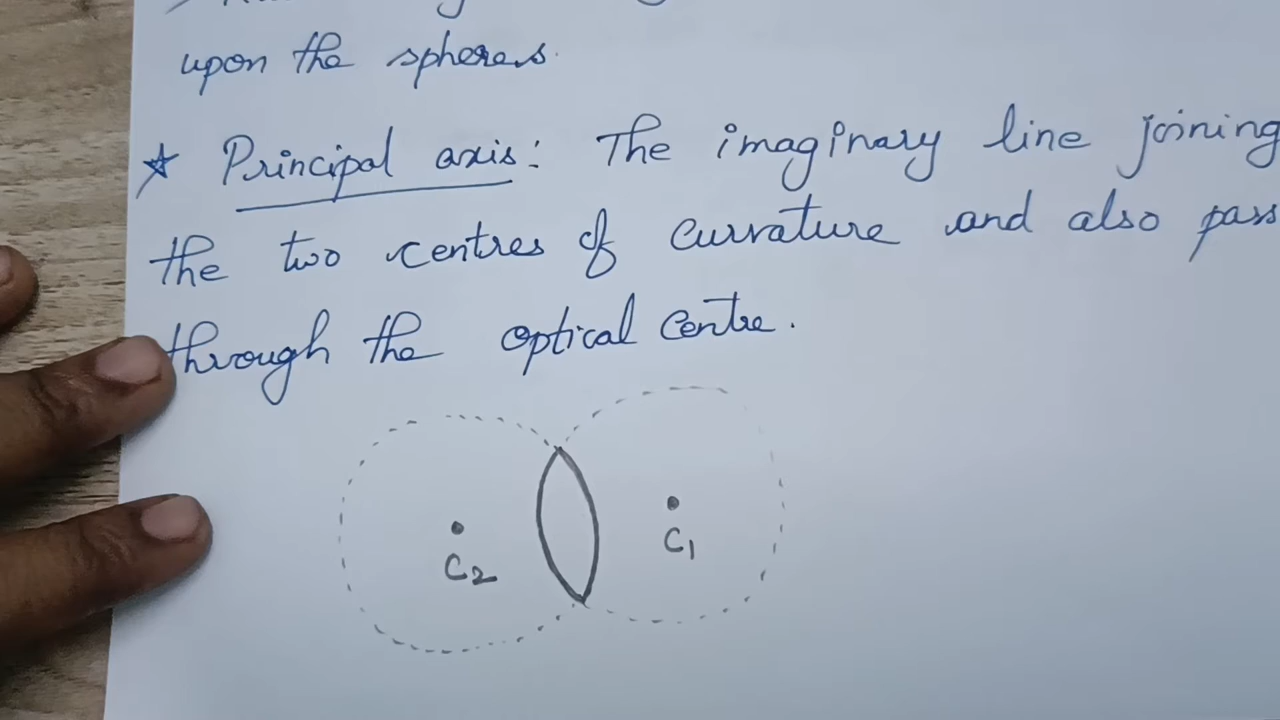 upon the spheres.
☆ Principal axis: The imaginary line joining
the two centres of curvature and also pass
through the optical centre.
C2 C1